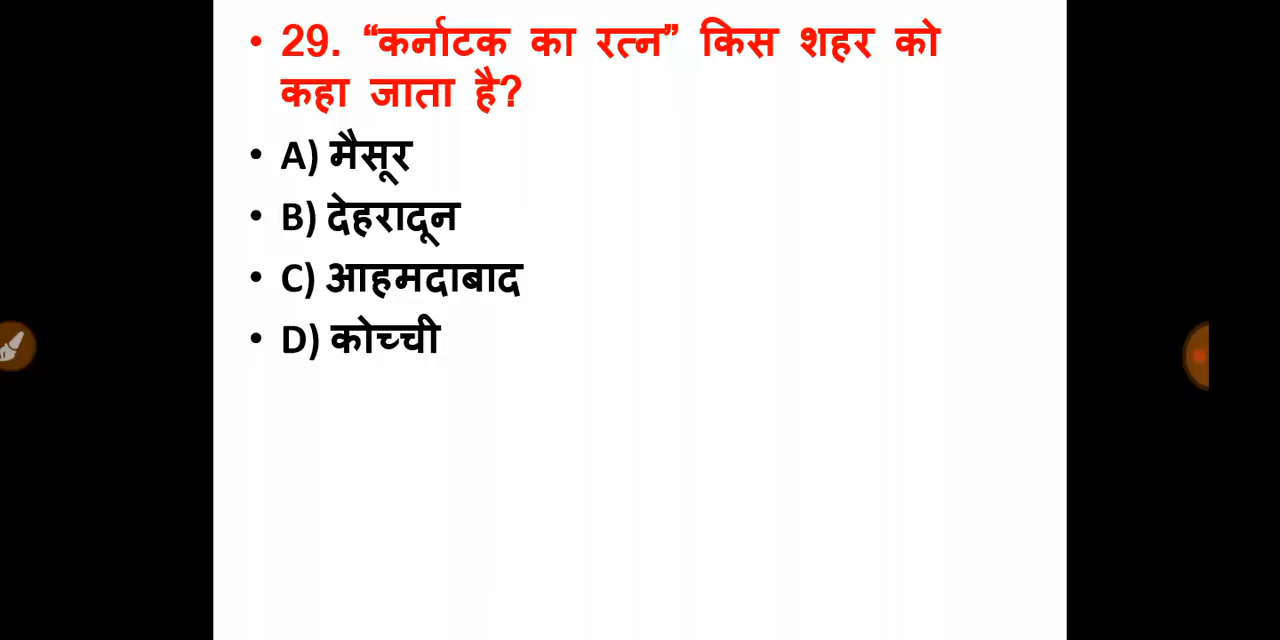 • 29. “कर्नाटक का रत्न” किस शहर को
कहा जाता है?
• A) मैसूर
• B) देहरादून
• C) आहमदाबाद
• D) कोच्ची